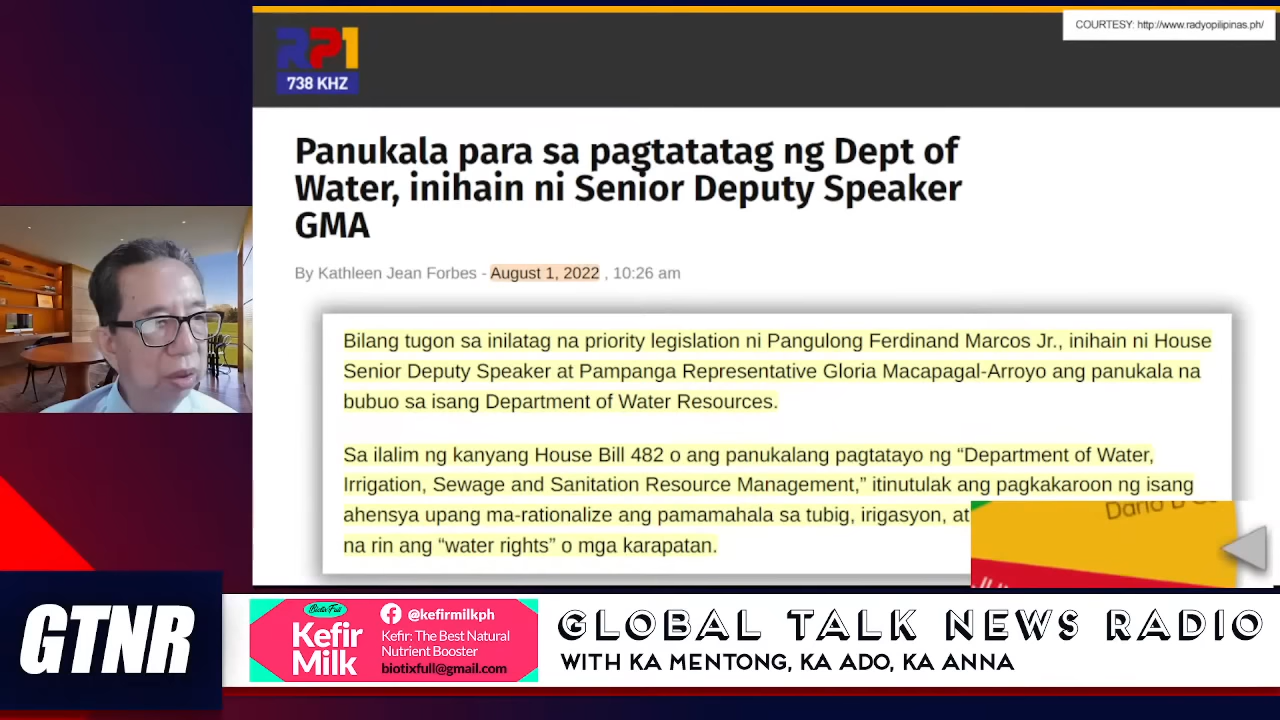 COURTESY: http://www.radyopilipinas.ph/
RP1
738 KHZ
Panukala para sa pagtatatag ng Dept of
Water, inihain ni Senior Deputy Speaker
GMA
By Kathleen Jean Forbes - August 1, 2022 , 10:26 am
Bilang tugon sa inilatag na priority legislation ni Pangulong Ferdinand Marcos Jr., inihain ni House
Senior Deputy Speaker at Pampanga Representative Gloria Macapagal-Arroyo ang panukala na
bubuo sa isang Department of Water Resources.
Sa ilalim ng kanyang House Bill 482 o ang panukalang pagtatayo ng “Department of Water,
Irrigation, Sewage and Sanitation Resource Management,” itinutulak ang pagkakaroon ng isang
ahensya upang ma-rationalize ang pamamahala sa tubig, irigasyon, at
na rin ang “water rights” o mga karapatan.
GTNR
Biotix Full
Kefir
Milk
@kefirmilkph
Kefir: The Best Natural
Nutrient Booster
biotixfull@gmail.com
GLOBAL TALK NEWS RADIO
WITH KA MENTONG, KA ADO, KA ANNA